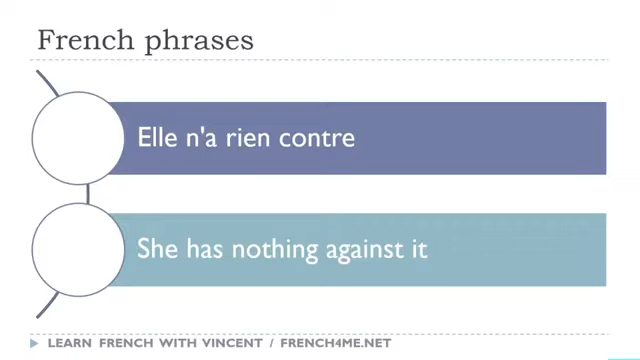 French phrases
Elle n'a rien contre
She has nothing against it
LEARN FRENCH WITH VINCENT / FRENCH4ME.NET